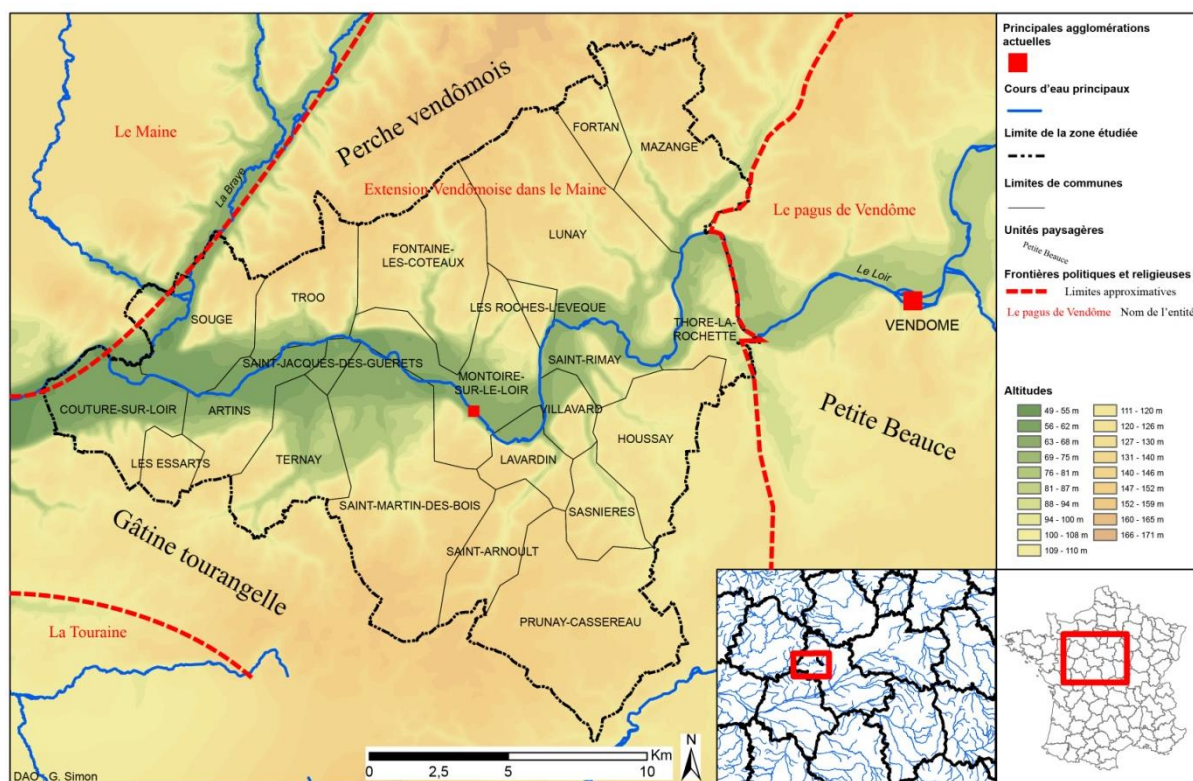 Le Maine
La Braye
Perche vendômois
Extension Vendômoise dans le Maine
FORTAN
MAZANGE
Le pagus de Vendôme
LUNAY
FONTAINE-
LES-COTEAUX
TROO
SOUGE
LES ROCHES-L'EVEQUE
THORE-LA-
ROCHETTE
Le Loir
VENDOME
SAINT-JACQUES-DES-GUERETS
MONTOIRE-
SUR-LE-LOIR
SAINT-RIMAY
COUTURE-SUR-LOIR
ARTINS
VILLAVARD
HOUSSAY
Petite Beauce
LES ESSARTS
TERNAY
LAVARDIN
SAINT-MARTIN-DES-BOIS
SASNIERES
SAINT-ARNOULT
Gâtine tourangelle
La Touraine
PRUNAY-CASSEREAU
Km
0
2,5
5
10
N
DAO G. Simon
Principales agglomérations
actuelles
Cours d'eau principaux
Limite de la zone étudiée
Limites de communes
Unités paysagères
Petite Beauce
Frontières politiques et religieuses
Limites approximatives
Le pagus de Vendôme Nom de l'entité
Altitudes
49 - 55 m
56 - 62 m
63 - 68 m
69 - 75 m
76 - 81 m
81 - 87 m
88 - 94 m
94 - 100 m
100 - 108 m
109 - 110 m
111 - 120 m
120 - 126 m
127 - 130 m
131 - 140 m
140 - 146 m
147 - 152 m
152 - 159 m
160 - 165 m
166 - 171 m